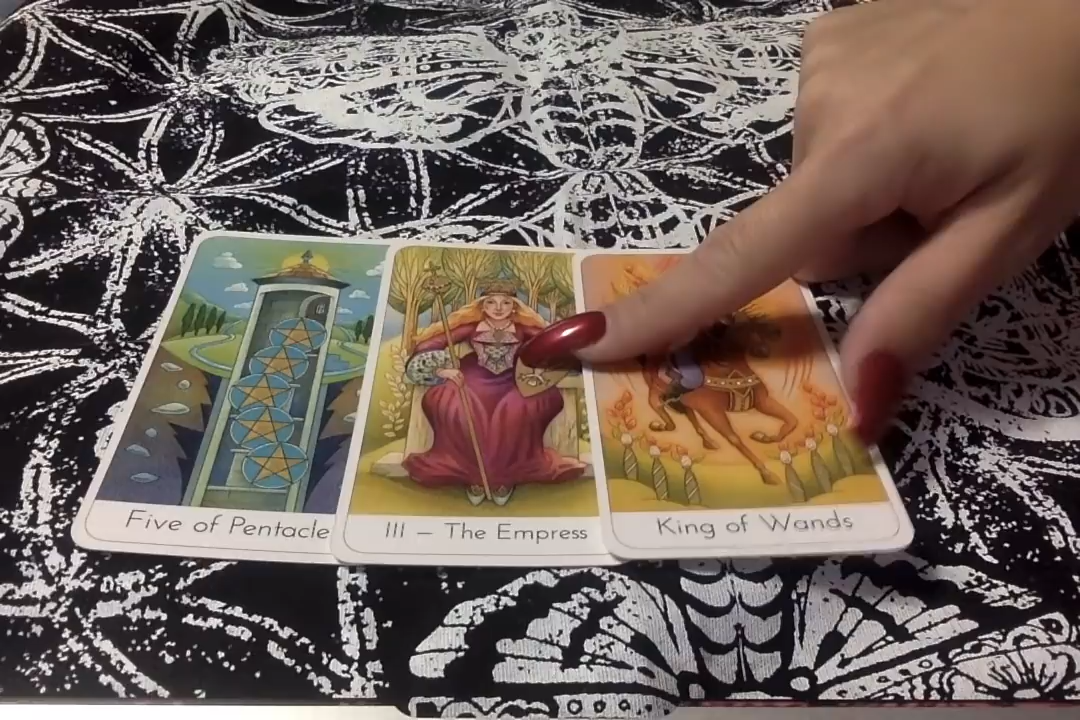 Five of Pentacle
III – The Empress
King of Wands